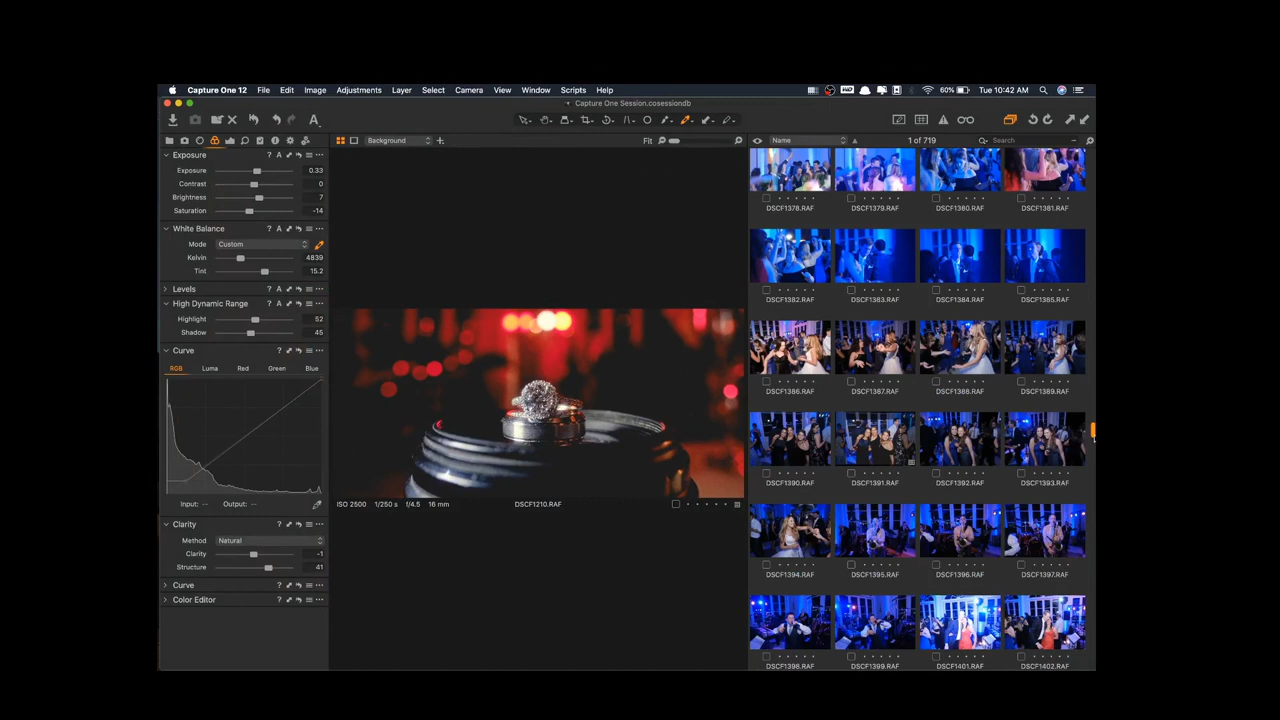 Capture One 12 File Edit Image Adjustments Layer Select Camera View Window Scripts Help 60% Tue 10:42 AM
Capture One Session.cosessiondb
Background Fit Name 1 of 719 Search
Exposure
Exposure 0.33
Contrast 0
Brightness 7
Saturation -14
White Balance
Mode Custom
Kelvin 4839
Tint 15.2
Levels
High Dynamic Range
Highlight 52
Shadow 45
Curve
RGB Luma Red Green Blue
Input: -- Output: --
Clarity
Method Natural
Clarity -1
Structure 41
Curve
Color Editor
ISO 2500 1/250 s f/4.5 16 mm DSCF1210.RAF
DSCF1378.RAF DSCF1379.RAF DSCF1380.RAF DSCF1381.RAF
DSCF1382.RAF DSCF1383.RAF DSCF1384.RAF DSCF1385.RAF
DSCF1386.RAF DSCF1387.RAF DSCF1388.RAF DSCF1389.RAF
DSCF1390.RAF DSCF1391.RAF DSCF1392.RAF DSCF1393.RAF
DSCF1394.RAF DSCF1395.RAF DSCF1396.RAF DSCF1397.RAF
DSCF1398.RAF DSCF1399.RAF DSCF1401.RAF DSCF1402.RAF